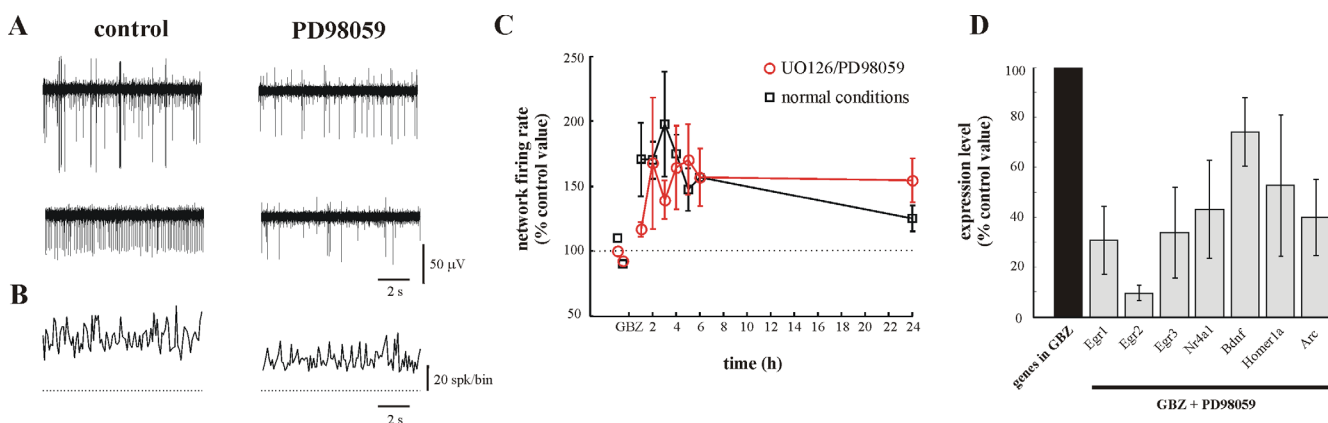 A
control
PD98059
50 μV
2 s
B
20 spk/bin
2 s
C
network firing rate
(% control value)
250
200
150
100
50
UO126/PD98059
normal conditions
GBZ 2 4 6 8 10 12 14 16 18 20 22 24
time (h)
D
expression level
(% control value)
100
80
60
40
20
0
genes in GBZ
Egr1
Egr2
Egr3
Nr4a1
Bdnf
Homer1a
Arc
GBZ + PD98059